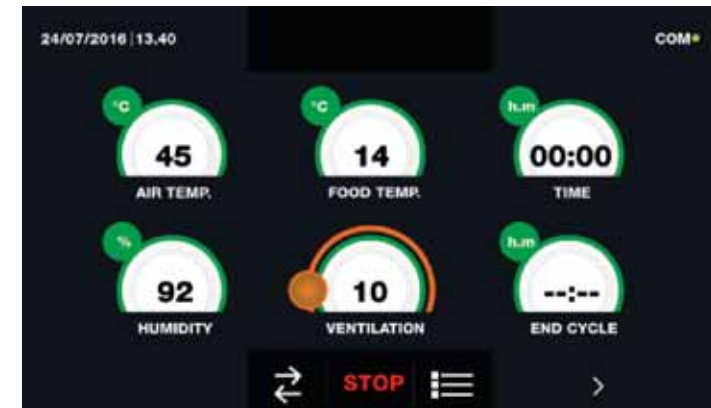 24/07/2016|13.40
COM
°C °C h.m
45 14 00:00
AIR TEMP. FOOD TEMP. TIME
% h.m
92 10 --:--
HUMIDITY VENTILATION END CYCLE
STOP